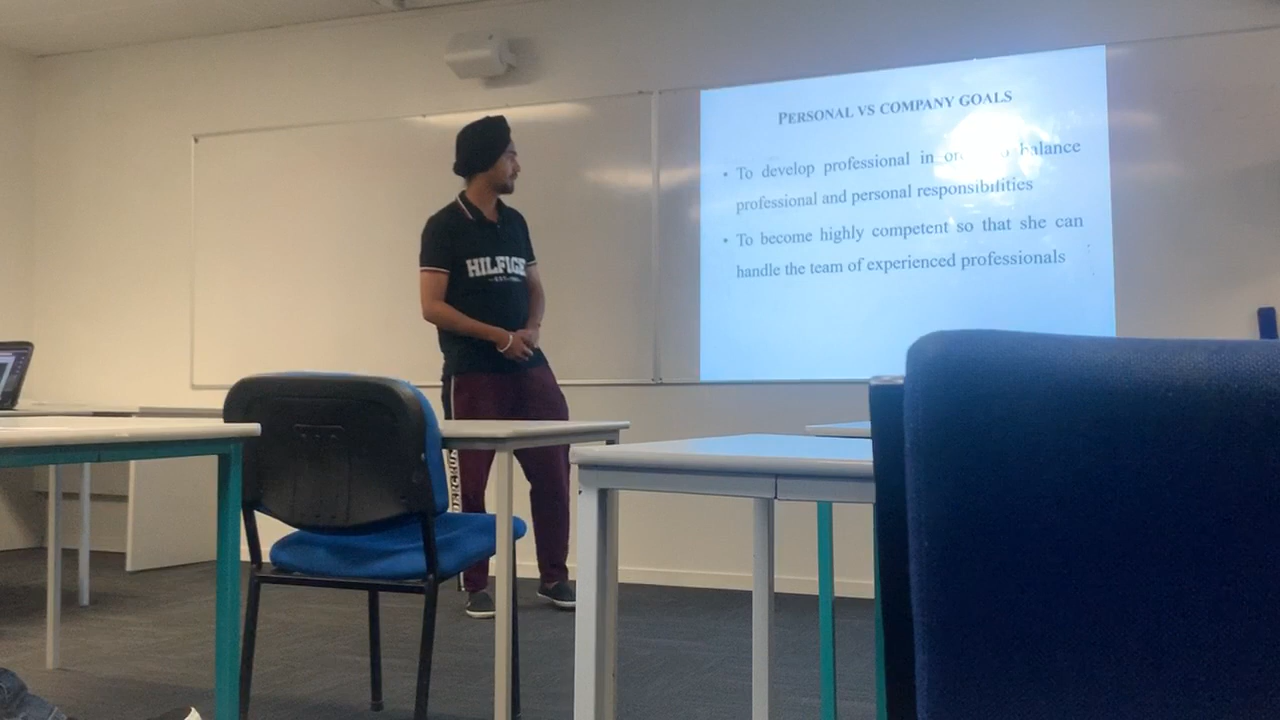 PERSONAL VS COMPANY GOALS
• To develop professional in balance
professional and personal responsibilities
• To become highly competent so that she can
handle the team of experienced professionals
HILFIGE